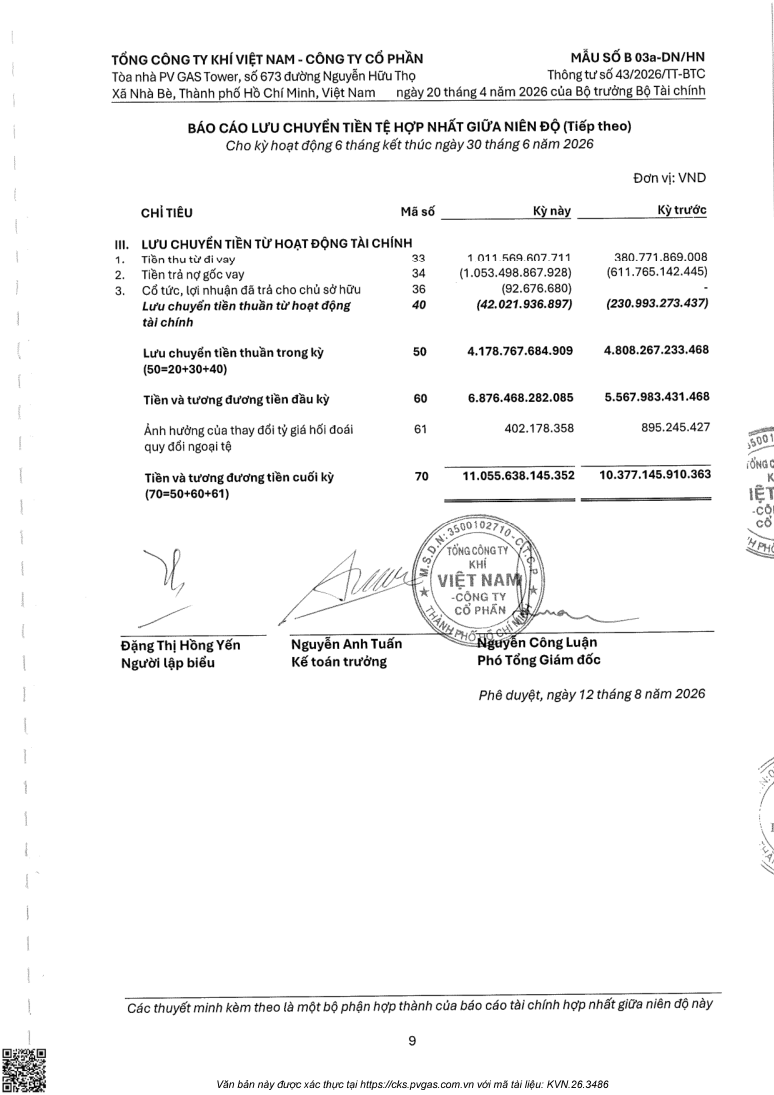 TỔNG CÔNG TY KHÍ VIỆT NAM - CÔNG TY CỔ PHẦN MẪU SỐ B 03a-DN/HN
Tòa nhà PV GAS Tower, số 673 đường Nguyễn Hữu Thọ Thông tư số 43/2026/TT-BTC
Xã Nhà Bè, Thành phố Hồ Chí Minh, Việt Nam ngày 20 tháng 4 năm 2026 của Bộ trưởng Bộ Tài chính
BÁO CÁO LƯU CHUYỂN TIỀN TỆ HỢP NHẤT GIỮA NIÊN ĐỘ (Tiếp theo)
Cho kỳ hoạt động 6 tháng kết thúc ngày 30 tháng 6 năm 2026
Đơn vị: VND
CHỈ TIÊU Mã số Kỳ này Kỳ trước
III. LƯU CHUYỂN TIỀN TỪ HOẠT ĐỘNG TÀI CHÍNH
1. Tiền thu từ đi vay 33 1.011.569.607.711 380.771.869.008
2. Tiền trả nợ gốc vay 34 (1.053.498.867.928) (611.765.142.445)
3. Cổ tức, lợi nhuận đã trả cho chủ sở hữu 36 (92.676.680) -
Lưu chuyển tiền thuần từ hoạt động 40 (42.021.936.897) (230.993.273.437)
tài chính
Lưu chuyển tiền thuần trong kỳ 50 4.178.767.684.909 4.808.267.233.468
(50=20+30+40)
Tiền và tương đương tiền đầu kỳ 60 6.876.468.282.085 5.567.983.431.468
Ảnh hưởng của thay đổi tỷ giá hối đoái 61 402.178.358 895.245.427
quy đổi ngoại tệ
Tiền và tương đương tiền cuối kỳ 70 11.055.638.145.352 10.377.145.910.363
(70=50+60+61)
M.S.D.N: 3500102710-C.T.C.P
TỔNG CÔNG TY
KHÍ
VIỆT NAM
-CÔNG TY
CỔ PHẦN
THÀNH PHỐ HỒ CHÍ MINH
Đặng Thị Hồng Yến Nguyễn Anh Tuấn Nguyễn Công Luận
Người lập biểu Kế toán trưởng Phó Tổng Giám đốc
Phê duyệt, ngày 12 tháng 8 năm 2026
Các thuyết minh kèm theo là một bộ phận hợp thành của báo cáo tài chính hợp nhất giữa niên độ này
9
Văn bản này được xác thực tại https://cks.pvgas.com.vn với mã tài liệu: KVN.26.3486